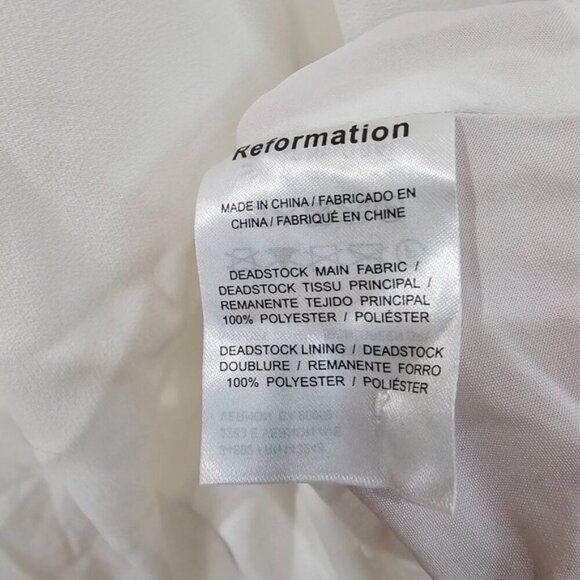 Reformation
MADE IN CHINA / FABRICADO EN
CHINA / FABRIQUÉ EN CHINE
DEADSTOCK MAIN FABRIC /
DEADSTOCK TISSU PRINCIPAL /
REMANENTE TEJIDO PRINCIPAL
100% POLYESTER / POLIÉSTER
DEADSTOCK LINING / DEADSTOCK
DOUBLURE / REMANENTE FORRO
100% POLYESTER / POLIÉSTER